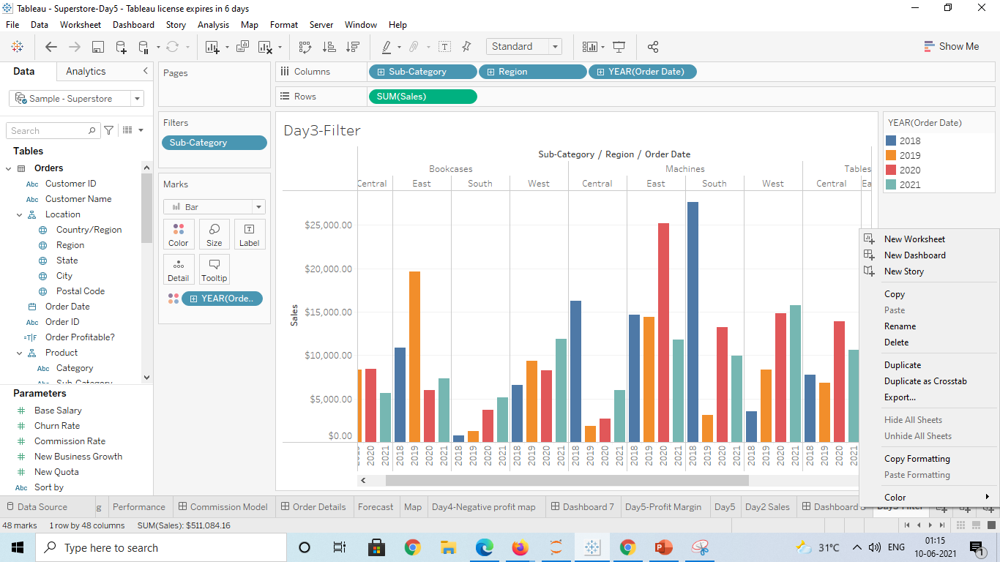 Tableau - Superstore-Day5 - Tableau license expires in 6 days
File Data Worksheet Dashboard Story Analysis Map Format Server Window Help
Standard
Show Me
Data Analytics
Sample - Superstore
Search
Tables
Orders
Abc Customer ID
Abc Customer Name
Location
Country/Region
Region
State
City
Postal Code
Order Date
Abc Order ID
=T|F Order Profitable?
Product
Abc Category
Abc Sub-Category
Parameters
# Base Salary
# Churn Rate
# Commission Rate
# New Business Growth
# New Quota
Abc Sort by
Pages
Filters
Sub-Category
Marks
Bar
Color Size Label
Detail Tooltip
YEAR(Orde..
Columns Sub-Category Region YEAR(Order Date)
Rows SUM(Sales)
Day3-Filter
Sub-Category / Region / Order Date
Bookcases Machines Tables
Central East South West Central East South West Central Ea
Sales
$25,000.00
$20,000.00
$15,000.00
$10,000.00
$5,000.00
$0.00
2019 2020 2021 2018 2019 2020 2021 2018 2019 2020 2021 2018 2019 2020 2021 2018 2019 2020 2021 2018 2019 2020 2021 2018 2019 2020 2021 2018 2019 2020 2021 2018 2019 2020 2021
YEAR(Order Date)
2018
2019
2020
2021
New Worksheet
New Dashboard
New Story
Copy
Paste
Rename
Delete
Duplicate
Duplicate as Crosstab
Export...
Hide All Sheets
Unhide All Sheets
Copy Formatting
Paste Formatting
Color
Data Source g Performance Commission Model Order Details Forecast Map Day4-Negative profit map Dashboard 7 Day5-Profit Margin Day5 Day2 Sales Dashboard Day3-Filter
48 marks 1 row by 48 columns SUM(Sales): $511,084.16
Type here to search
31°C ENG 01:15
10-06-2021
1